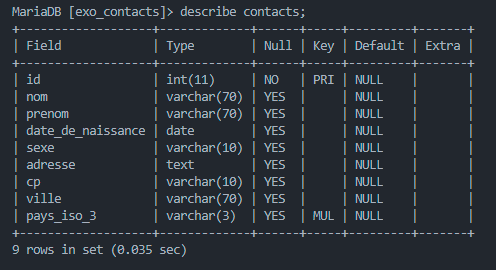 MariaDB [exo_contacts]> describe contacts;
+-------------------+-------------+------+-----+---------+-------+
| Field             | Type        | Null | Key | Default | Extra |
+-------------------+-------------+------+-----+---------+-------+
| id                | int(11)     | NO   | PRI | NULL    |       |
| nom               | varchar(70) | YES  |     | NULL    |       |
| prenom            | varchar(70) | YES  |     | NULL    |       |
| date_de_naissance | date        | YES  |     | NULL    |       |
| sexe              | varchar(10) | YES  |     | NULL    |       |
| adresse           | text        | YES  |     | NULL    |       |
| cp                | varchar(10) | YES  |     | NULL    |       |
| ville             | varchar(70) | YES  |     | NULL    |       |
| pays_iso_3        | varchar(3)  | YES  | MUL | NULL    |       |
+-------------------+-------------+------+-----+---------+-------+
9 rows in set (0.035 sec)